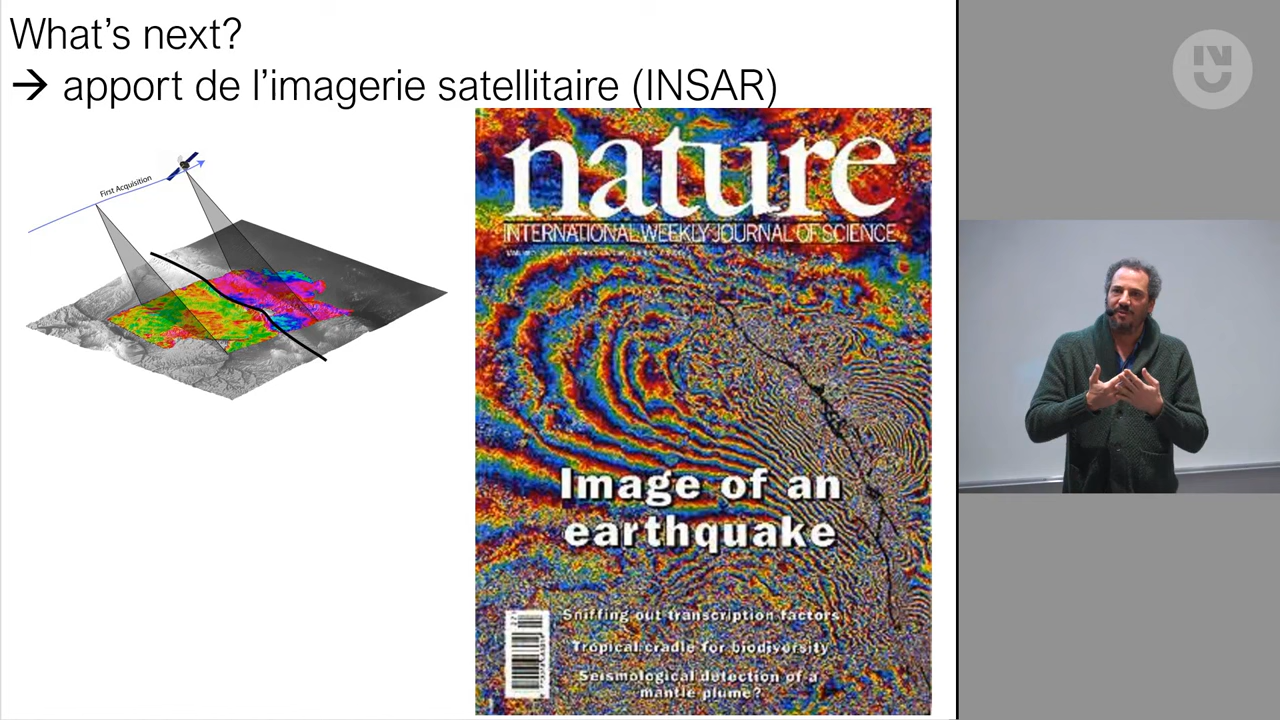 What's next?
→ apport de l'imagerie satellitaire (INSAR)
First Acquisition
nature
INTERNATIONAL WEEKLY JOURNAL OF SCIENCE
Image of an
earthquake
Sniffing out transcription factors
Tropical cradle for biodiversity
Seismological detection of a
mantle plume?